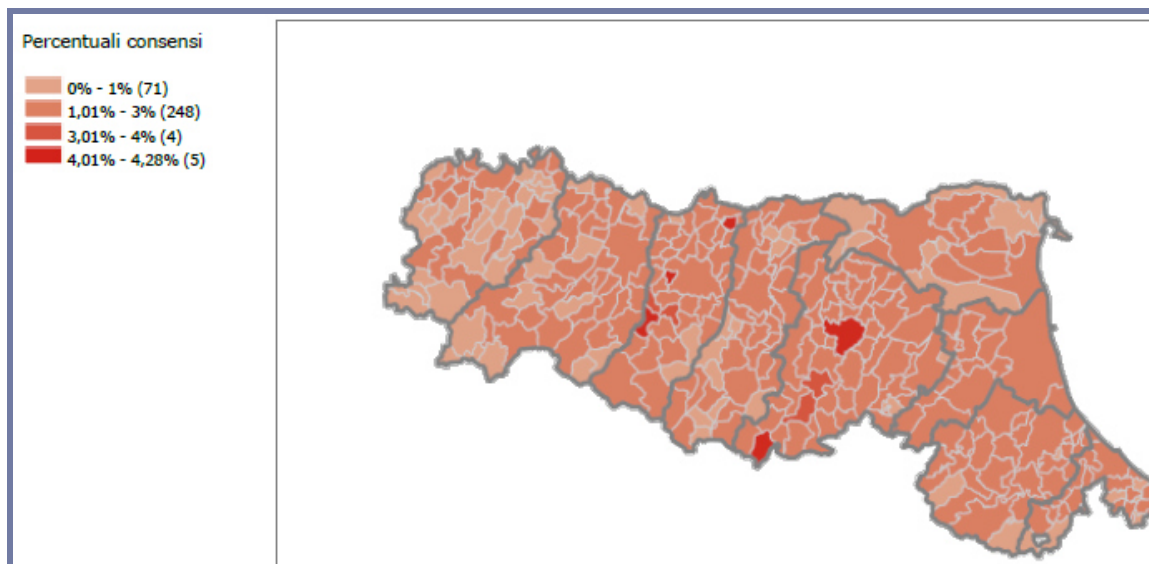 Percentuali consensi
0% - 1% (71)
1,01% - 3% (248)
3,01% - 4% (4)
4,01% - 4,28% (5)